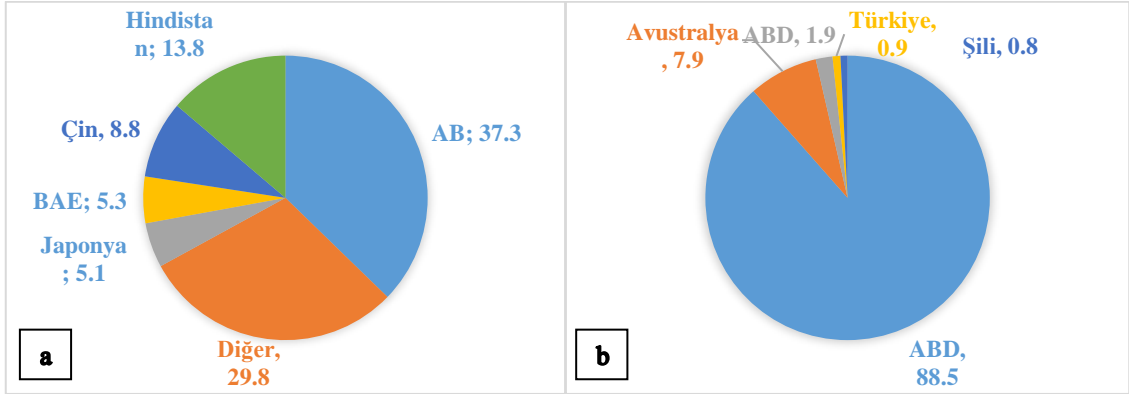 Hindista
n; 13.8
Çin, 8.8
AB; 37.3
BAE; 5.3
Japonya
; 5.1
Diğer,
29.8
a
Avustralya
, 7.9
ABD, 1.9
Türkiye,
0.9
Şili, 0.8
ABD,
88.5
b